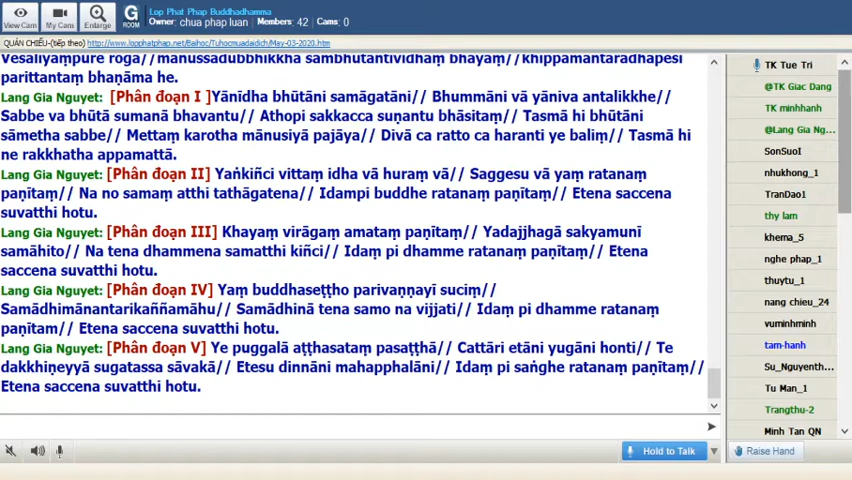 Lop Phat Phap Buddhadhamma
Owner: chua phap luan Members: 42 Cams: 0
View Cam
My Cam
Enlarge
G
ROOM
QUÁN CHIẾU-(tiếp theo) http://www.lopphatphap.net/Baihoc/Tuhocmuadaidich/May-03-2020.htm
Vesāliyaṃpure rogā//manussadubbhikkha sambhūtantividhaṃ bhayaṃ//khippamantaradhāpesi
parittantaṃ bhaṇāma he.
Lang Gia Nguyet: [Phân đoạn I ]Yānīdha bhūtāni samāgatāni// Bhummāni vā yāniva antalikkhe//
Sabbe va bhūtā sumanā bhavantu// Athopi sakkacca suṇantu bhāsitaṃ// Tasmā hi bhūtāni
sāmetha sabbe// Mettaṃ karotha mānusiyā pajāya// Divā ca ratto ca haranti ye baliṃ// Tasmā hi
ne rakkhatha appamattā.
Lang Gia Nguyet: [Phân đoạn II] Yaṅkiñci vittaṃ idha vā huraṃ vā// Saggesu vā yaṃ ratanaṃ
paṇītaṃ// Na no samaṃ atthi tathāgatena// Idampi buddhe ratanaṃ paṇītaṃ// Etena saccena
suvatthi hotu.
Lang Gia Nguyet: [Phân đoạn III] Khayaṃ virāgaṃ amataṃ paṇītaṃ// Yadajjhagā sakyamunī
samāhito// Na tena dhammena samatthi kiñci// Idaṃ pi dhamme ratanaṃ paṇītaṃ// Etena
saccena suvatthi hotu.
Lang Gia Nguyet: [Phân đoạn IV] Yaṃ buddhaseṭṭho parivaṇṇayī suciṃ//
Samādhimānantarikaññamāhu// Samādhinā tena samo na vijjati// Idaṃ pi dhamme ratanaṃ
paṇītaṃ// Etena saccena suvatthi hotu.
Lang Gia Nguyet: [Phân đoạn V] Ye puggalā aṭṭhasataṃ pasaṭṭhā// Cattāri etāni yugāni honti// Te
dakkhiṇeyyā sugatassa sāvakā// Etesu dinnāni mahapphalāni// Idaṃ pi saṅghe ratanaṃ paṇītaṃ//
Etena saccena suvatthi hotu.
TK Tue Tri
@TK Giac Dang
TK minhhanh
@Lang Gia Ng...
SonSuoI
nhukhong_1
TranDao1
thy lam
khema_5
nghe phap_1
thuytu_1
nang chieu_24
vuminhminh
tam-hanh
Su_Nguyenth...
Tu Man_1
Trangthu-2
Minh Tan QN
Hold to Talk
Raise Hand